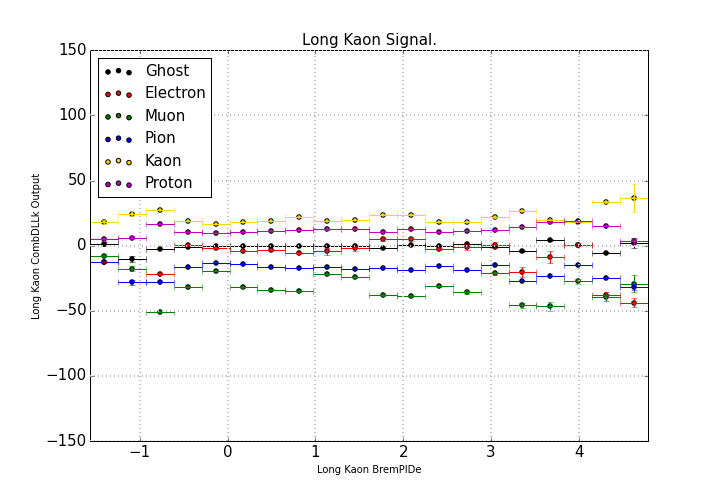 Long Kaon Signal.
150
100
50
0
−50
−100
−150
Long Kaon CombDLLk Output
Ghost
Electron
Muon
Pion
Kaon
Proton
−1 0 1 2 3 4
Long Kaon BremPIDe